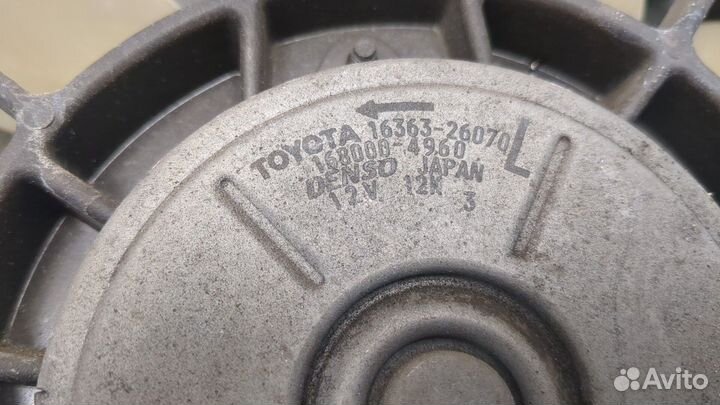 TOYOTA 16363-26070 L
168000-4960
DENSO JAPAN
12V 12K 3
Avito